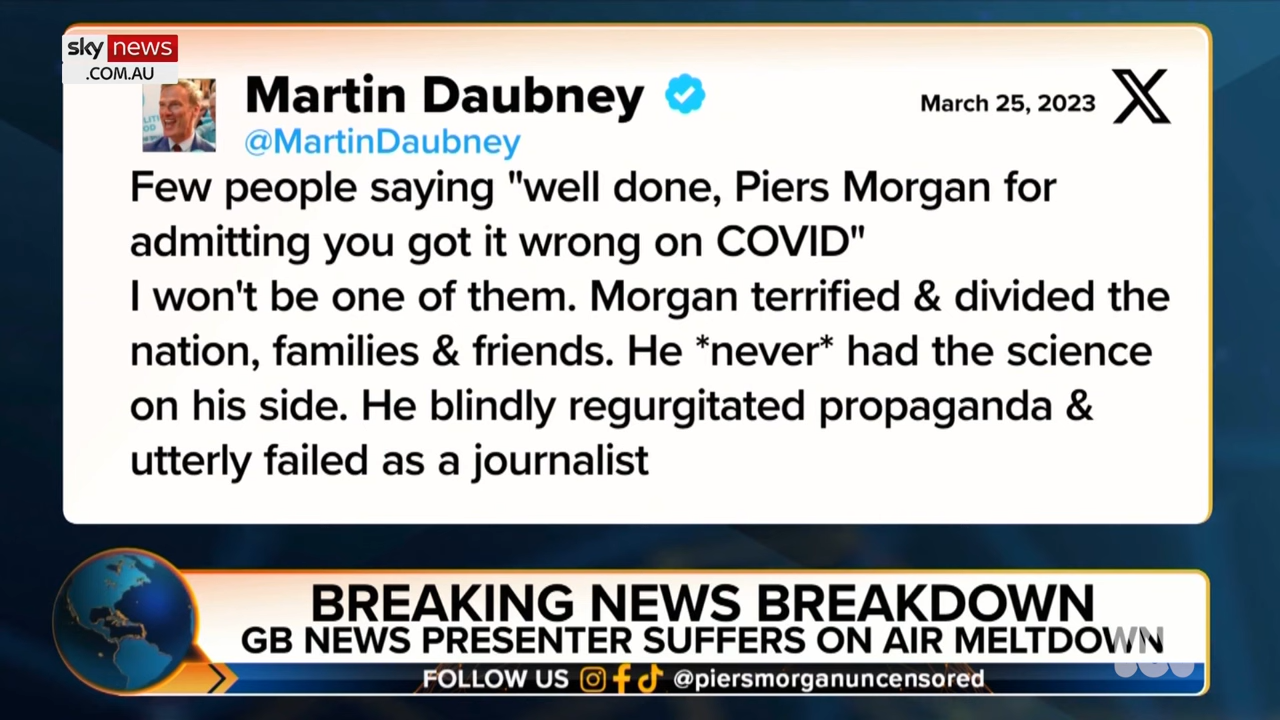 sky news
.COM.AU
Martin Daubney
@MartinDaubney
March 25, 2023
Few people saying "well done, Piers Morgan for
admitting you got it wrong on COVID"
I won't be one of them. Morgan terrified & divided the
nation, families & friends. He *never* had the science
on his side. He blindly regurgitated propaganda &
utterly failed as a journalist
BREAKING NEWS BREAKDOWN
GB NEWS PRESENTER SUFFERS ON AIR MELTDOWN
FOLLOW US @piersmorganuncensored